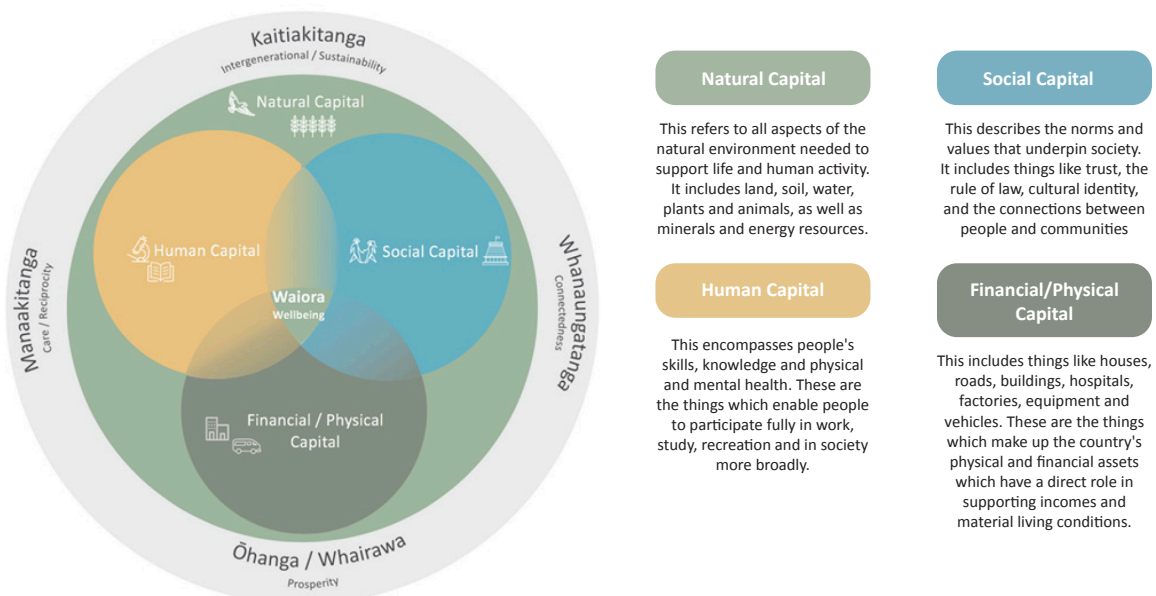 Kaitiakitanga
Intergenerational / Sustainability
Natural Capital
Human Capital
Social Capital
Waiora
Wellbeing
Financial / Physical
Capital
Manaakitanga
Care / Reciprocity
Whanaungatanga
Connectedness
Ōhanga / Whairawa
Prosperity
Natural Capital
This refers to all aspects of the
natural environment needed to
support life and human activity.
It includes land, soil, water,
plants and animals, as well as
minerals and energy resources.
Social Capital
This describes the norms and
values that underpin society.
It includes things like trust, the
rule of law, cultural identity,
and the connections between
people and communities
Human Capital
This encompasses people's
skills, knowledge and physical
and mental health. These are
the things which enable people
to participate fully in work,
study, recreation and in society
more broadly.
Financial/Physical
Capital
This includes things like houses,
roads, buildings, hospitals,
factories, equipment and
vehicles. These are the things
which make up the country's
physical and financial assets
which have a direct role in
supporting incomes and
material living conditions.